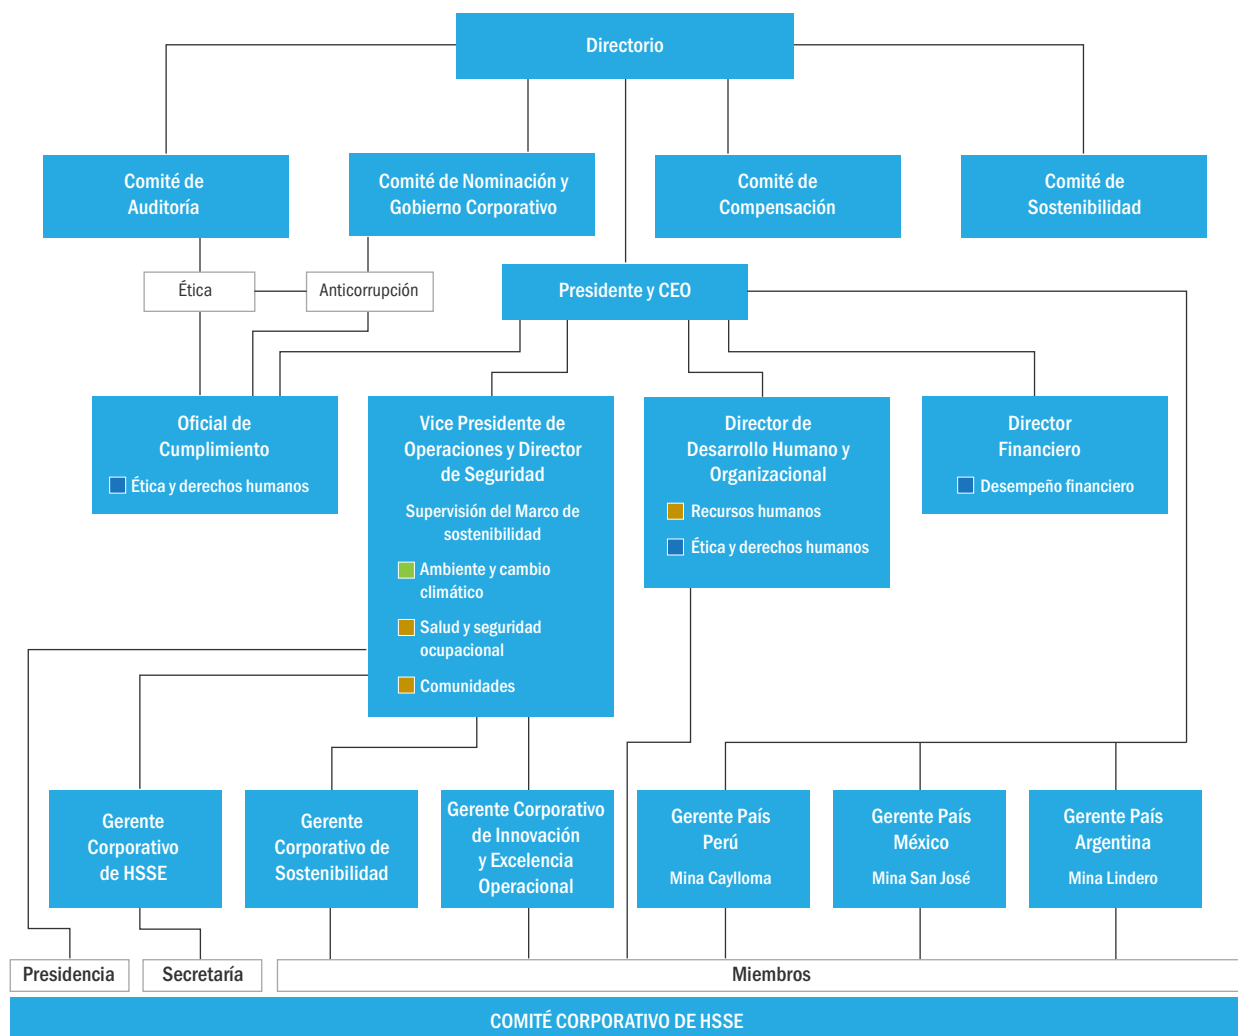 Directorio
Comité de
Auditoría
Comité de Nominación y
Gobierno Corporativo
Comité de
Compensación
Comité de
Sostenibilidad
Ética
Anticorrupción
Presidente y CEO
Oficial de
Cumplimiento
Ética y derechos humanos
Vice Presidente de
Operaciones y Director
de Seguridad
Supervisión del Marco de
sostenibilidad
Ambiente y cambio
climático
Salud y seguridad
ocupacional
Comunidades
Director de
Desarrollo Humano y
Organizacional
Recursos humanos
Ética y derechos humanos
Director
Financiero
Desempeño financiero
Gerente
Corporativo
de HSSE
Gerente
Corporativo de
Sostenibilidad
Gerente Corporativo
de Innovación
y Excelencia
Operacional
Gerente País
Perú
Mina Caylloma
Gerente País
México
Mina San José
Gerente País
Argentina
Mina Lindero
Presidencia
Secretaría
Miembros
COMITÉ CORPORATIVO DE HSSE